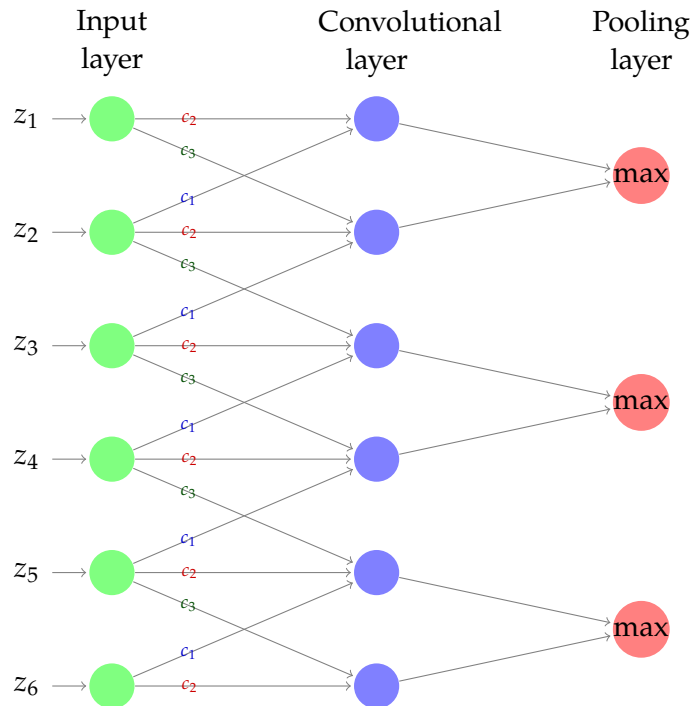 Input layer
Convolutional layer
Pooling layer
z₁
c₂
c₃
max
c₁
z₂
c₂
c₃
c₁
z₃
c₂
c₃
max
c₁
z₄
c₂
c₃
c₁
z₅
c₂
c₃
max
c₁
z₆
c₂